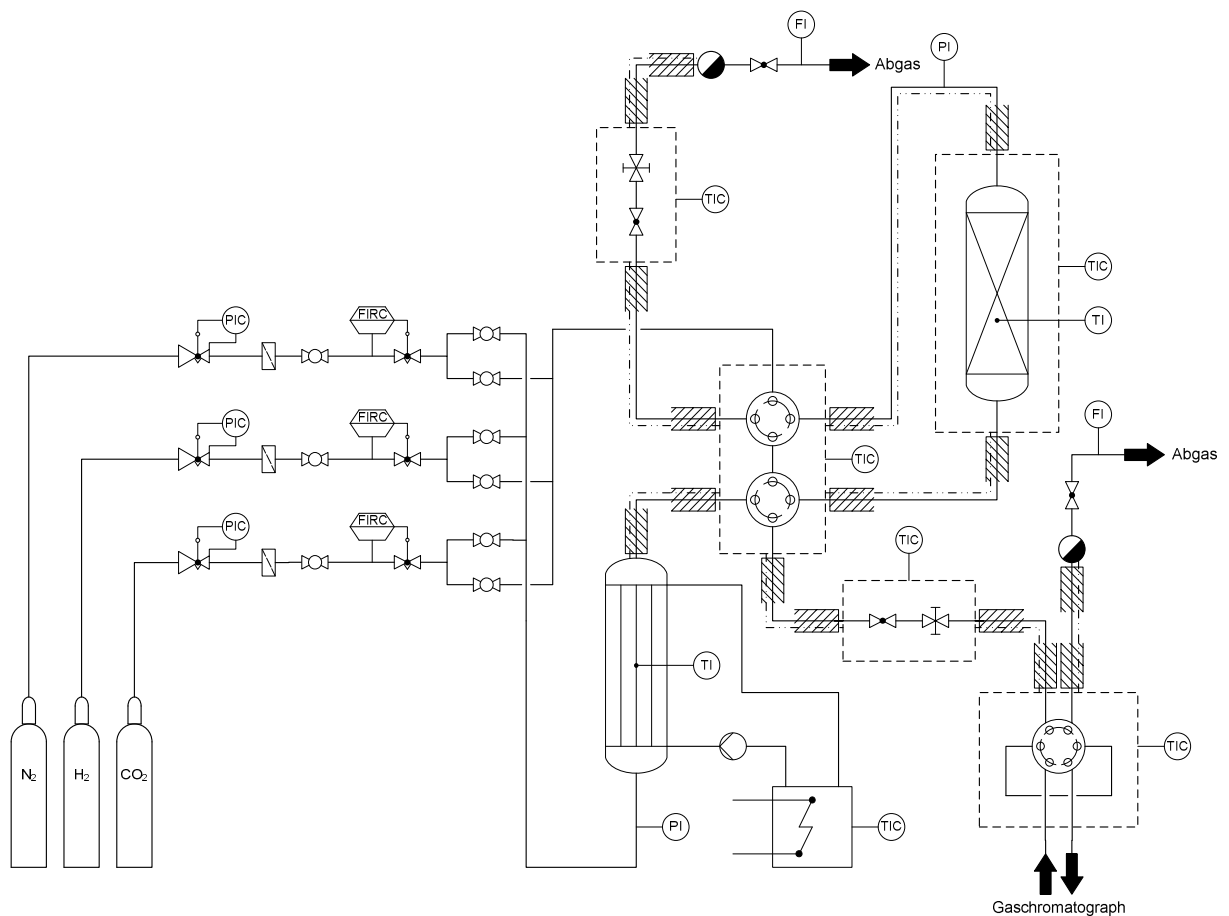 FI
Abgas
PI
TIC
TIC
TI
PIC
FIRC
PIC
FIRC
FI
Abgas
TIC
PIC
FIRC
TIC
TI
N2
H2
CO2
TIC
PI
TIC
Gaschromatograph